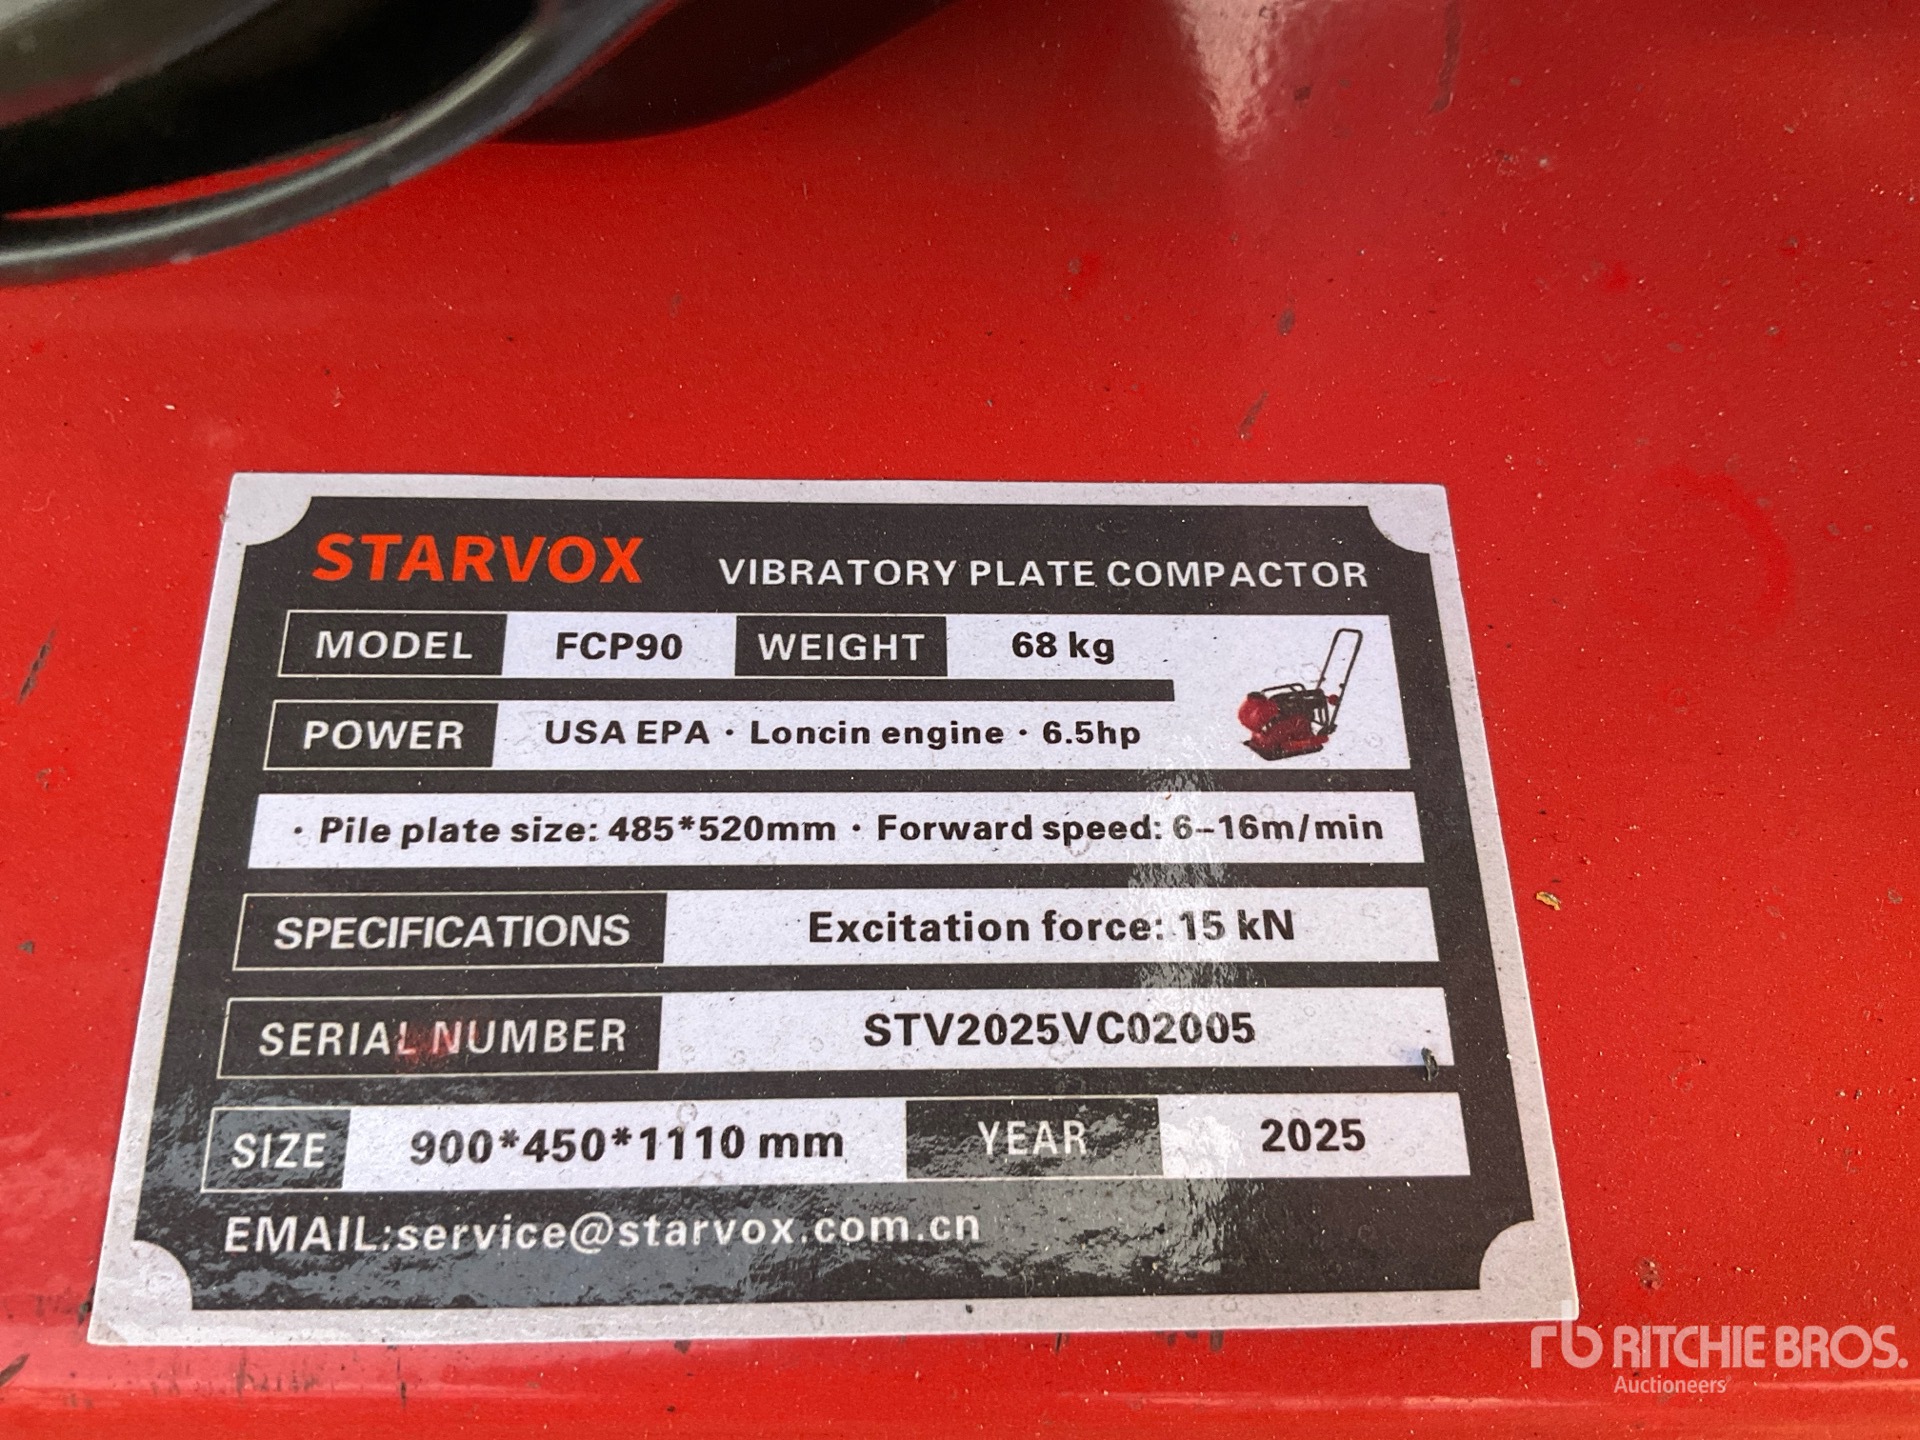 STARVOX VIBRATORY PLATE COMPACTOR
MODEL FCP90 WEIGHT 68 kg
POWER USA EPA · Loncin engine · 6.5hp
· Pile plate size: 485*520mm · Forward speed: 6–16m/min
SPECIFICATIONS Excitation force: 15 kN
SERIAL NUMBER STV2025VC02005
SIZE 900*450*1110 mm YEAR 2025
EMAIL:service@starvox.com.cn
rb RITCHIE BROS.
Auctioneers